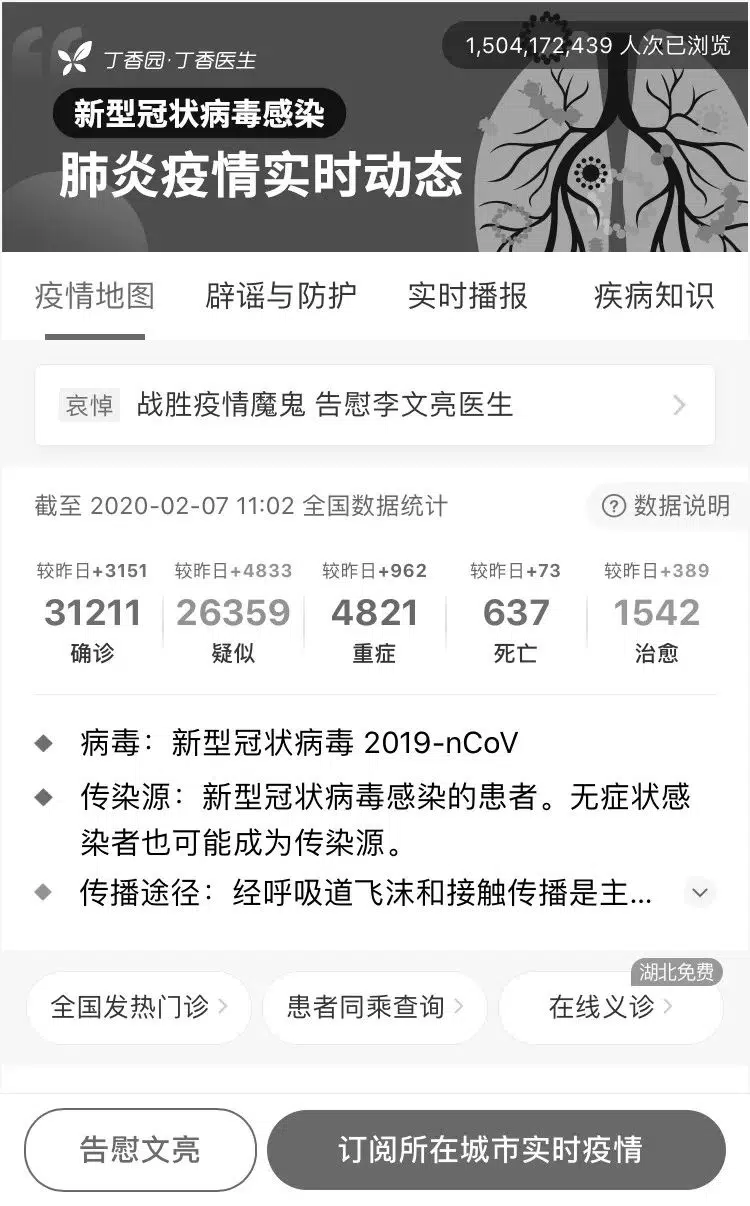 丁香园·丁香医生
1,504,172,439 人次已浏览
新型冠状病毒感染
肺炎疫情实时动态
疫情地图 辟谣与防护 实时播报 疾病知识
哀悼 战胜疫情魔鬼 告慰李文亮医生
截至 2020-02-07 11:02 全国数据统计 ? 数据说明
较昨日+3151 较昨日+4833 较昨日+962 较昨日+73 较昨日+389
31211 26359 4821 637 1542
确诊 疑似 重症 死亡 治愈
病毒：新型冠状病毒 2019-nCoV
传染源：新型冠状病毒感染的患者。无症状感
染者也可能成为传染源。
传播途径：经呼吸道飞沫和接触传播是主...
湖北免费
全国发热门诊 患者同乘查询 在线义诊
告慰文亮 订阅所在城市实时疫情